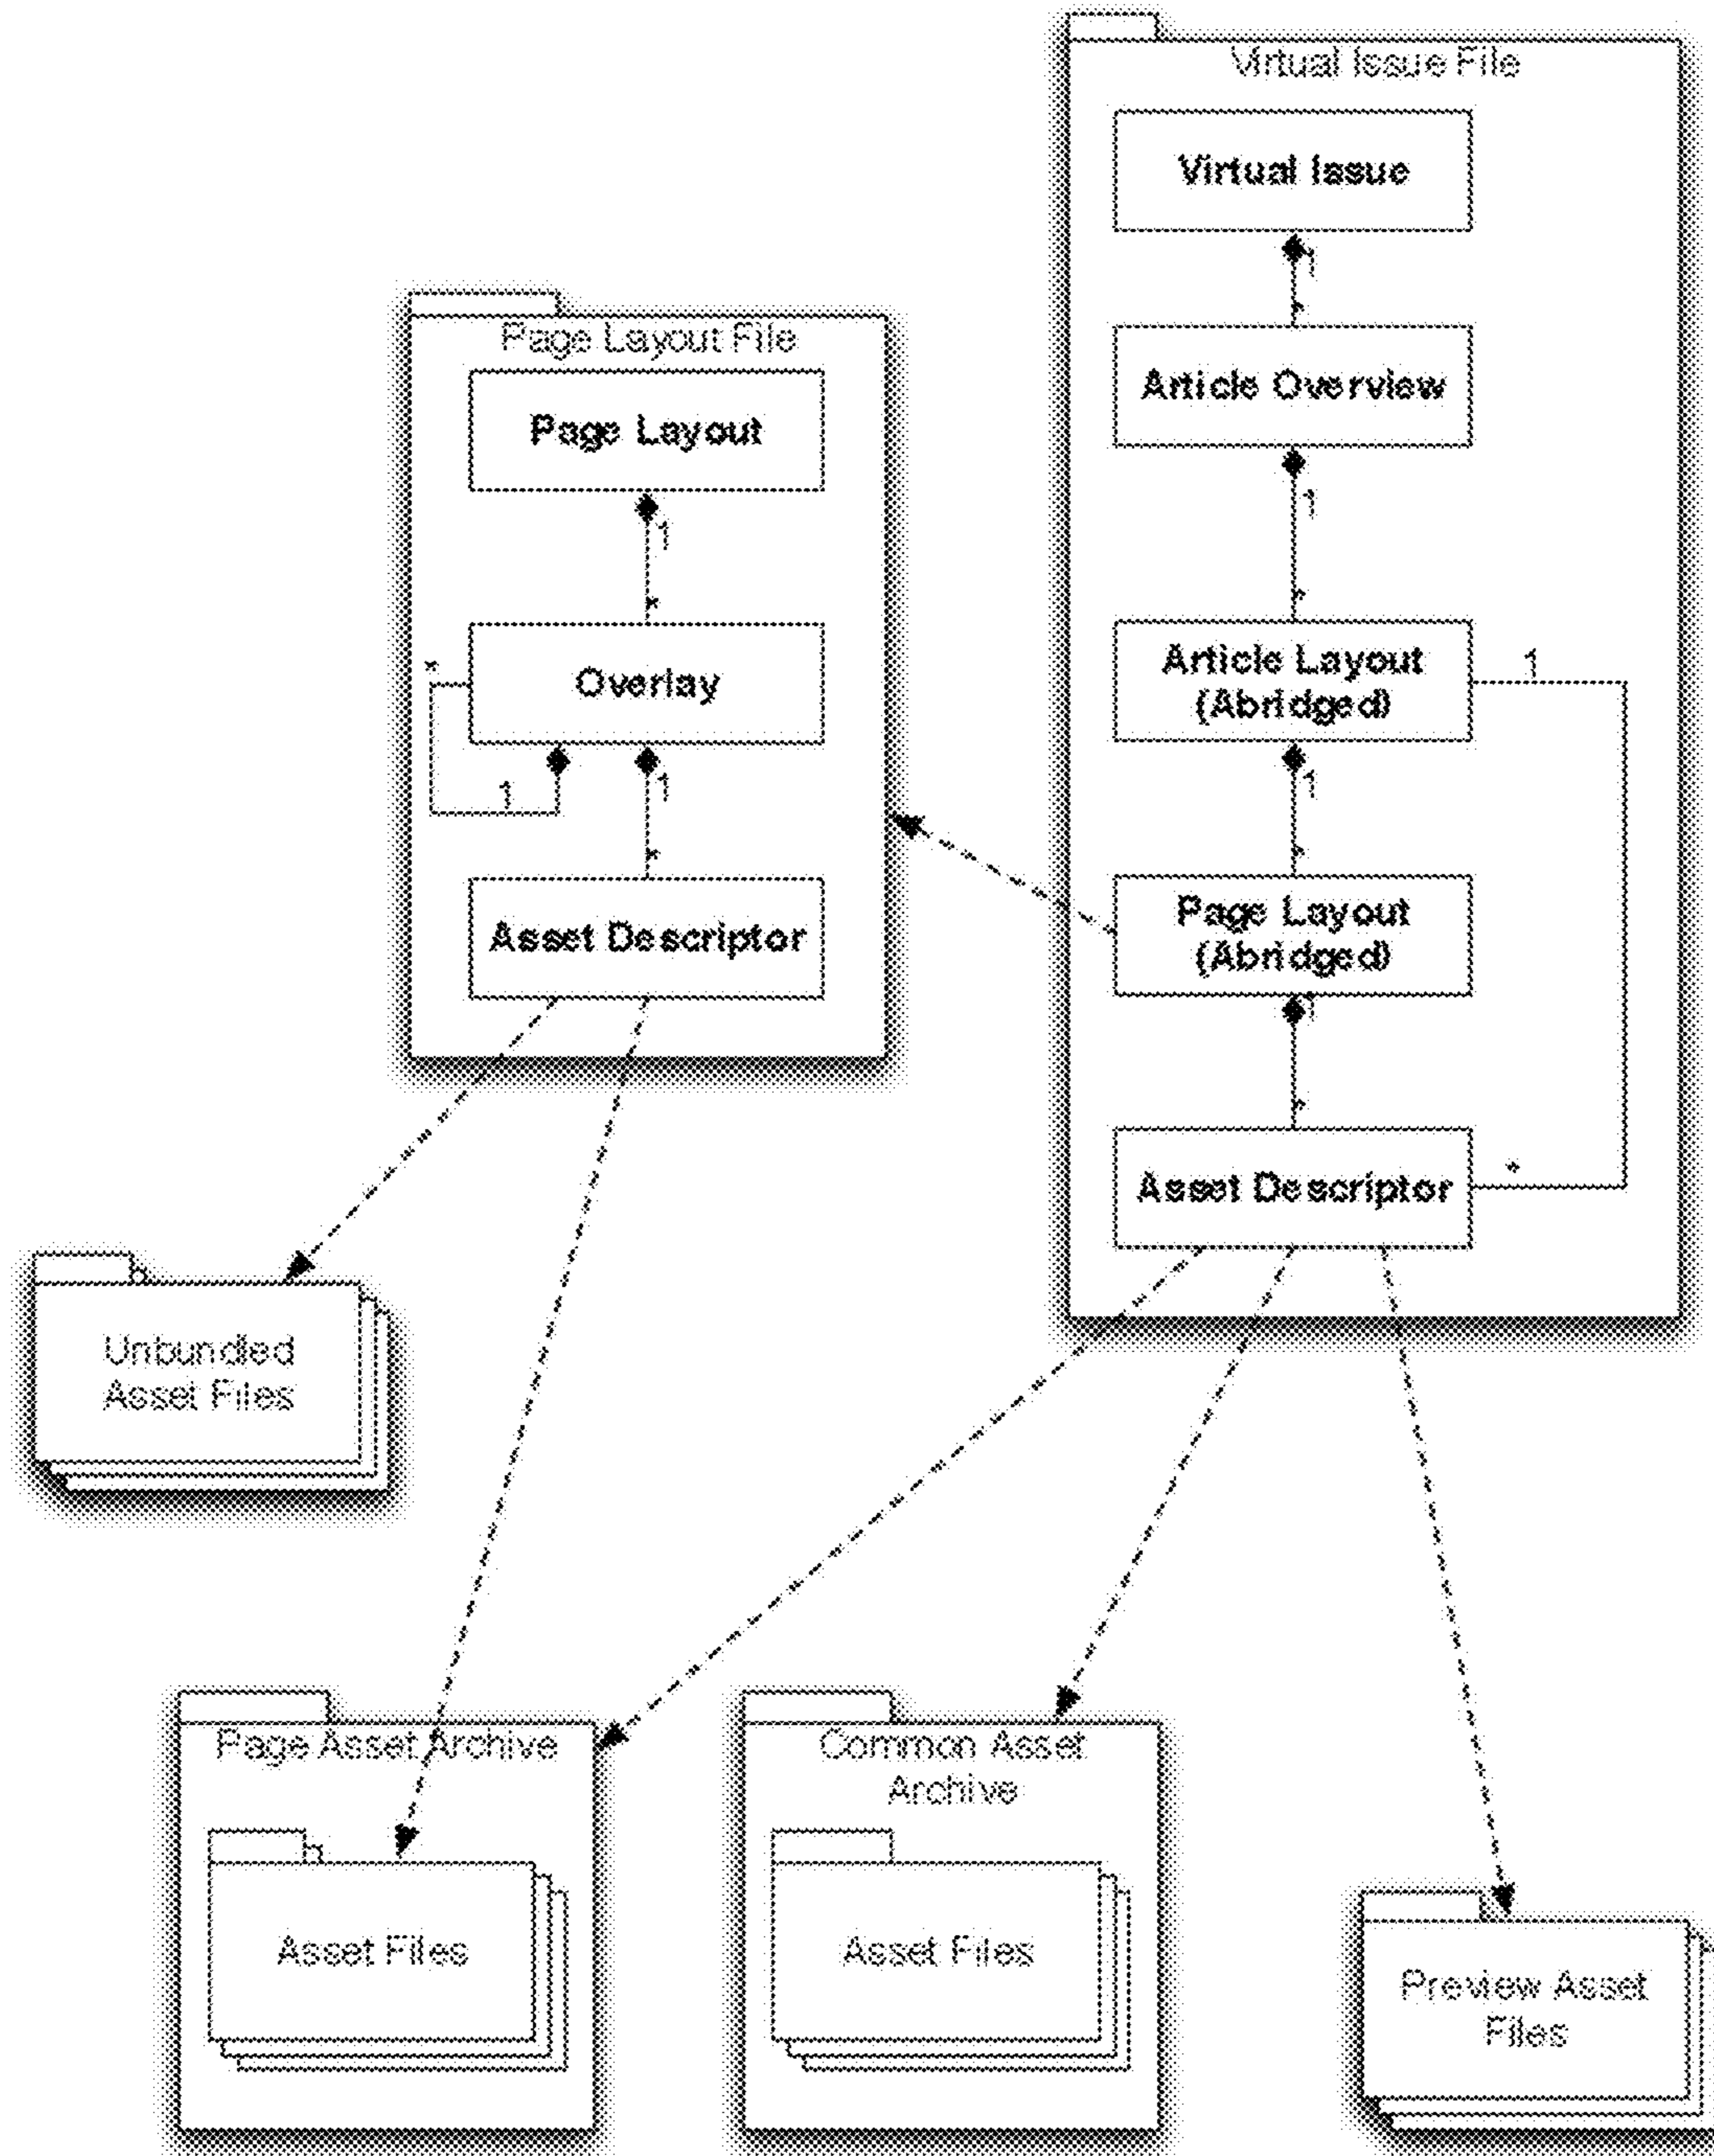 Virtual Issue File
Virtual Issue
1
*
Article Overview
1
*
Article Layout
(Abridged)
1
1
*
Page Layout
(Abridged)
1
*
Asset Descriptor
*
Page Layout File
Page Layout
1
*
Overlay
*
1
1
*
Asset Descriptor
Unbundled
Asset Files
Page Asset Archive
Asset Files
Common Asset
Archive
Asset Files
Preview Asset
Files